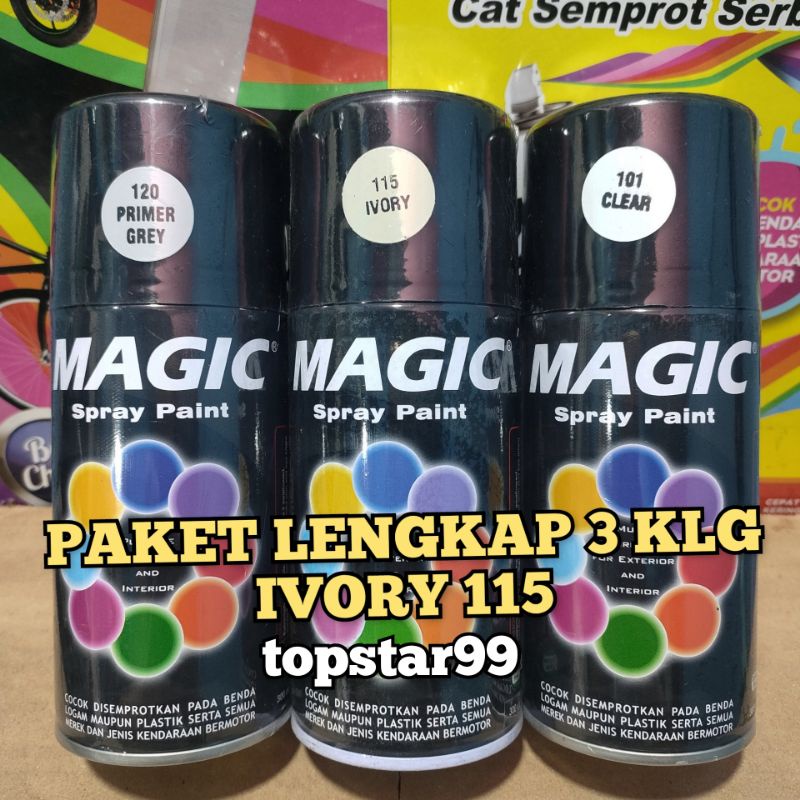 Cat Semprot Serb
120
PRIMER
GREY
115
IVORY
101
CLEAR
MAGIC®
Spray Paint
MAGIC®
Spray Paint
MAGIC
Spray Paint
PAKET LENGKAP 3 KLG
IVORY 115
topstar99
AND
INTERIOR
FOR EXTERIOR
AND
INTERIOR
COCOK DISEMPROTKAN PADA BENDA
LOGAM MAUPUN PLASTIK SERTA SEMUA
MEREK DAN JENIS KENDARAAN BERMOTOR
COCOK DISEMPROTKAN PADA BENDA
LOGAM MAUPUN PLASTIK SERTA SEMUA
MEREK DAN JENIS KENDARAAN BERMOTOR
COCOK DISEMPROTKAN PADA BENDA
LOGAM MAUPUN PLASTIK SERTA SEMUA
MEREK DAN JENIS KENDARAAN BERMOTOR